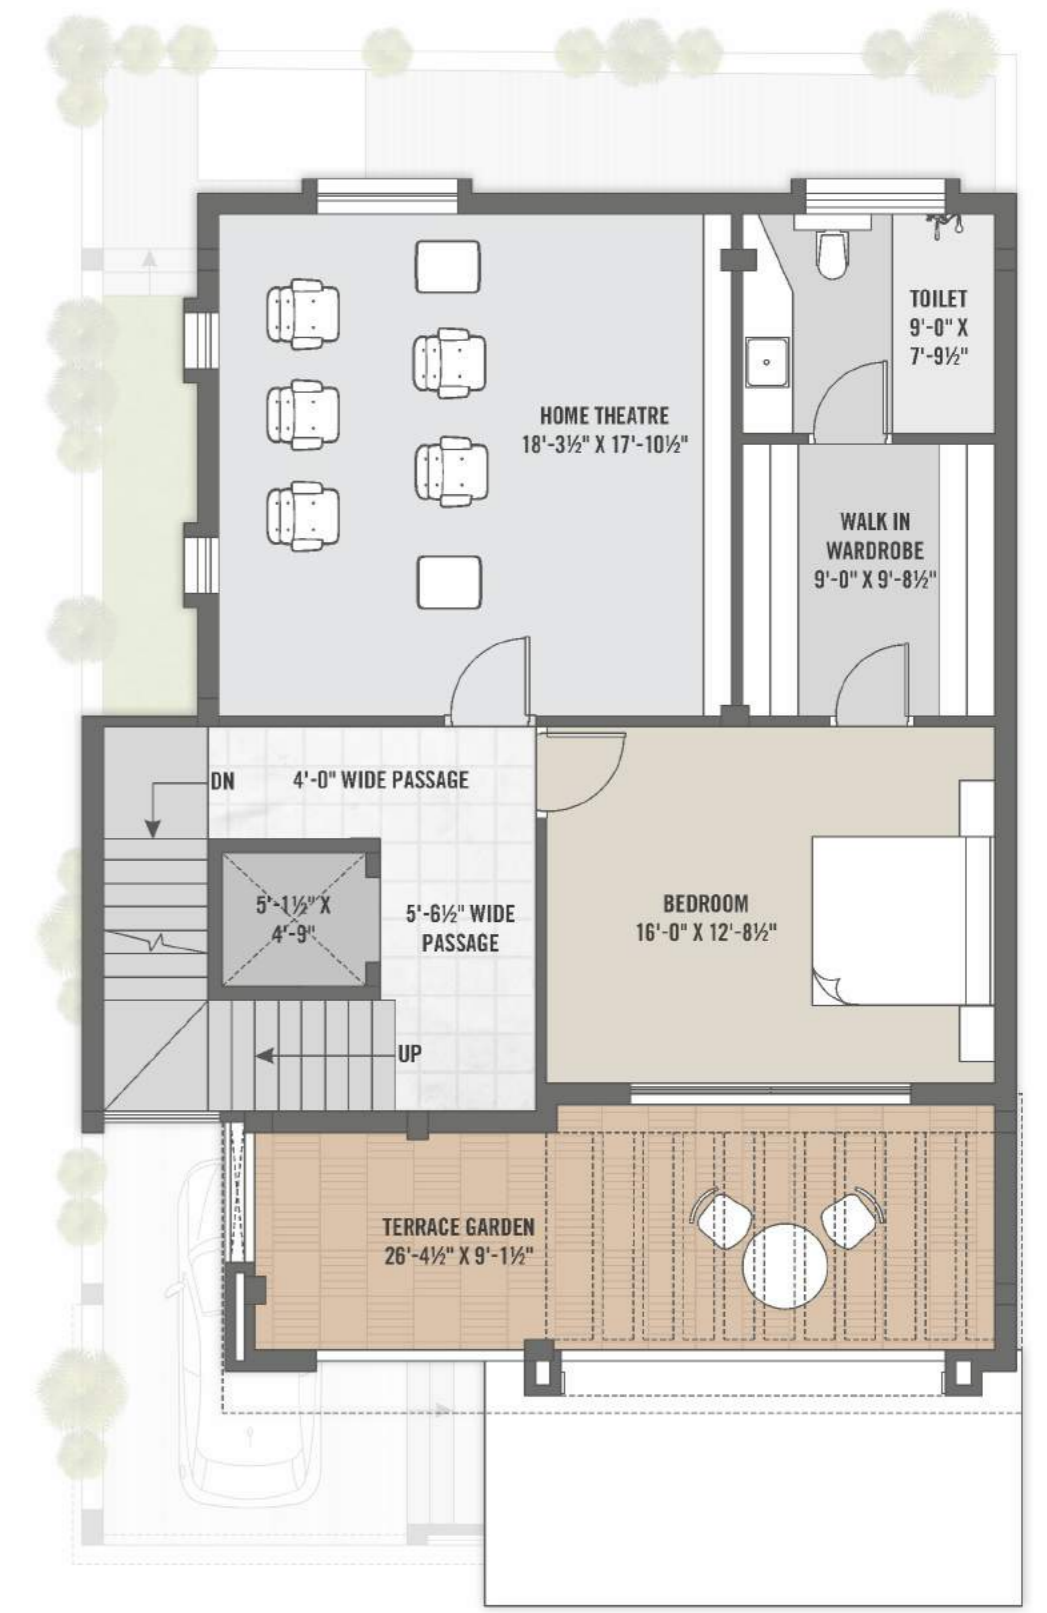 TOILET
9'-0" X
7'-9½"
HOME THEATRE
18'-3½" X 17'-10½"
WALK IN
WARDROBE
9'-0" X 9'-8½"
DN
4'-0" WIDE PASSAGE
5'-1½" X
4'-9"
5'-6½" WIDE
PASSAGE
BEDROOM
16'-0" X 12'-8½"
UP
TERRACE GARDEN
26'-4½" X 9'-1½"